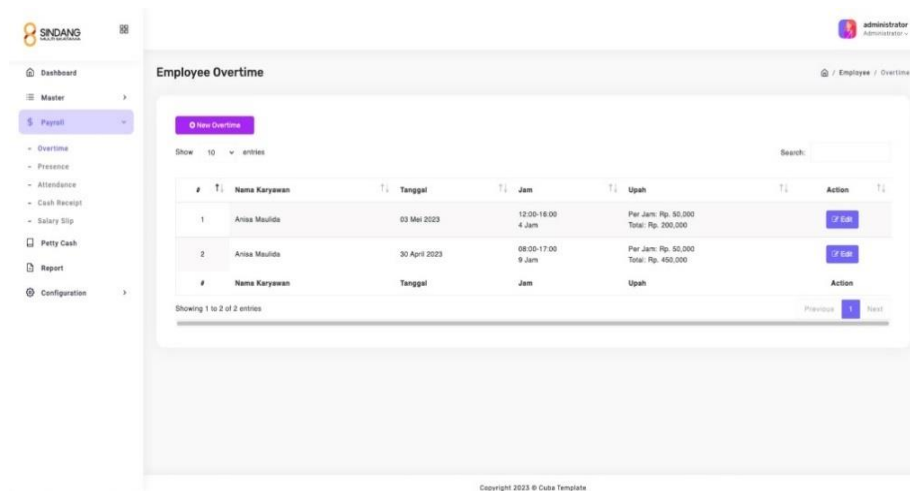 SINDANG
administrator
Administrator
Dashboard
Master
Payroll
- Overtime
- Presence
- Attendance
- Cash Receipt
- Salary Slip
Petty Cash
Report
Configuration
Employee Overtime
/ Employee / Overtime
New Overtime
Show 10 entries
Search:
# Nama Karyawan Tanggal Jam Upah Action
1 Anisa Maulida 03 Mei 2023 12:00-16:00 Per Jam: Rp. 50,000 Edit
4 Jam Total: Rp. 200,000
2 Anisa Maulida 30 April 2023 08:00-17:00 Per Jam: Rp. 50,000 Edit
9 Jam Total: Rp. 450,000
# Nama Karyawan Tanggal Jam Upah Action
Showing 1 to 2 of 2 entries
Previous 1 Next
Copyright 2023 © Cuba Template